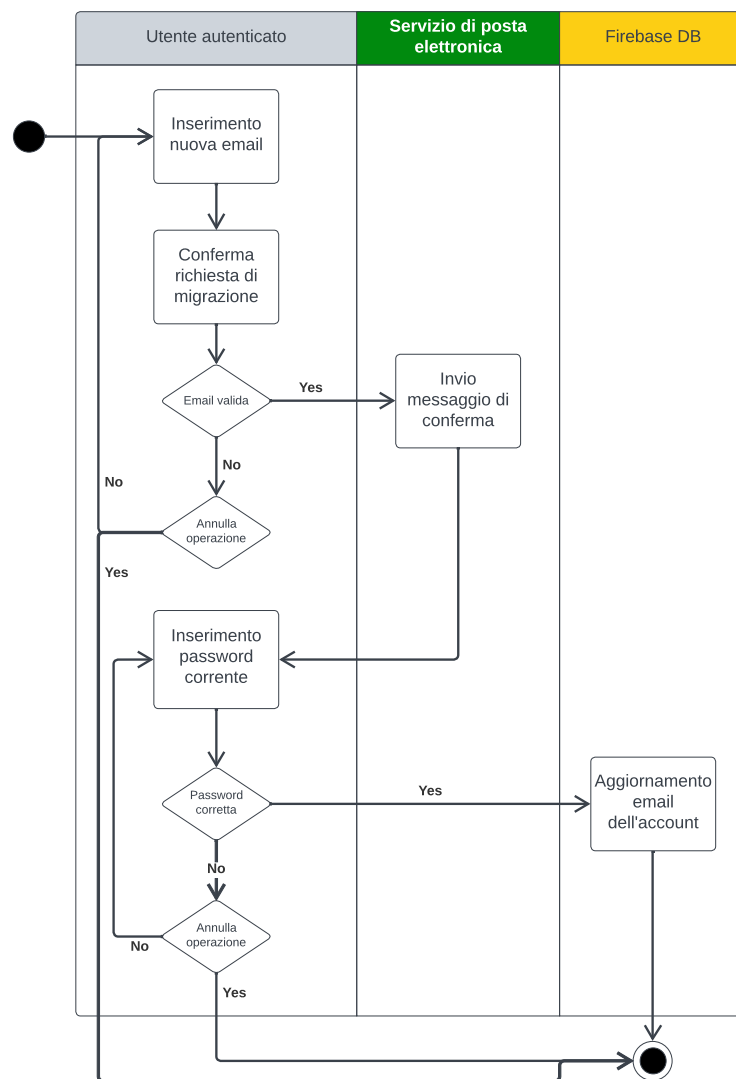 Utente autenticato
Servizio di posta
elettronica
Firebase DB
Inserimento
nuova email
Conferma
richiesta di
migrazione
Email valida
Yes
Invio
messaggio di
conferma
No
No
Annulla
operazione
Yes
Inserimento
password
corrente
Password
corretta
Yes
Aggiornamento
email
dell'account
No
Annulla
operazione
No
Yes